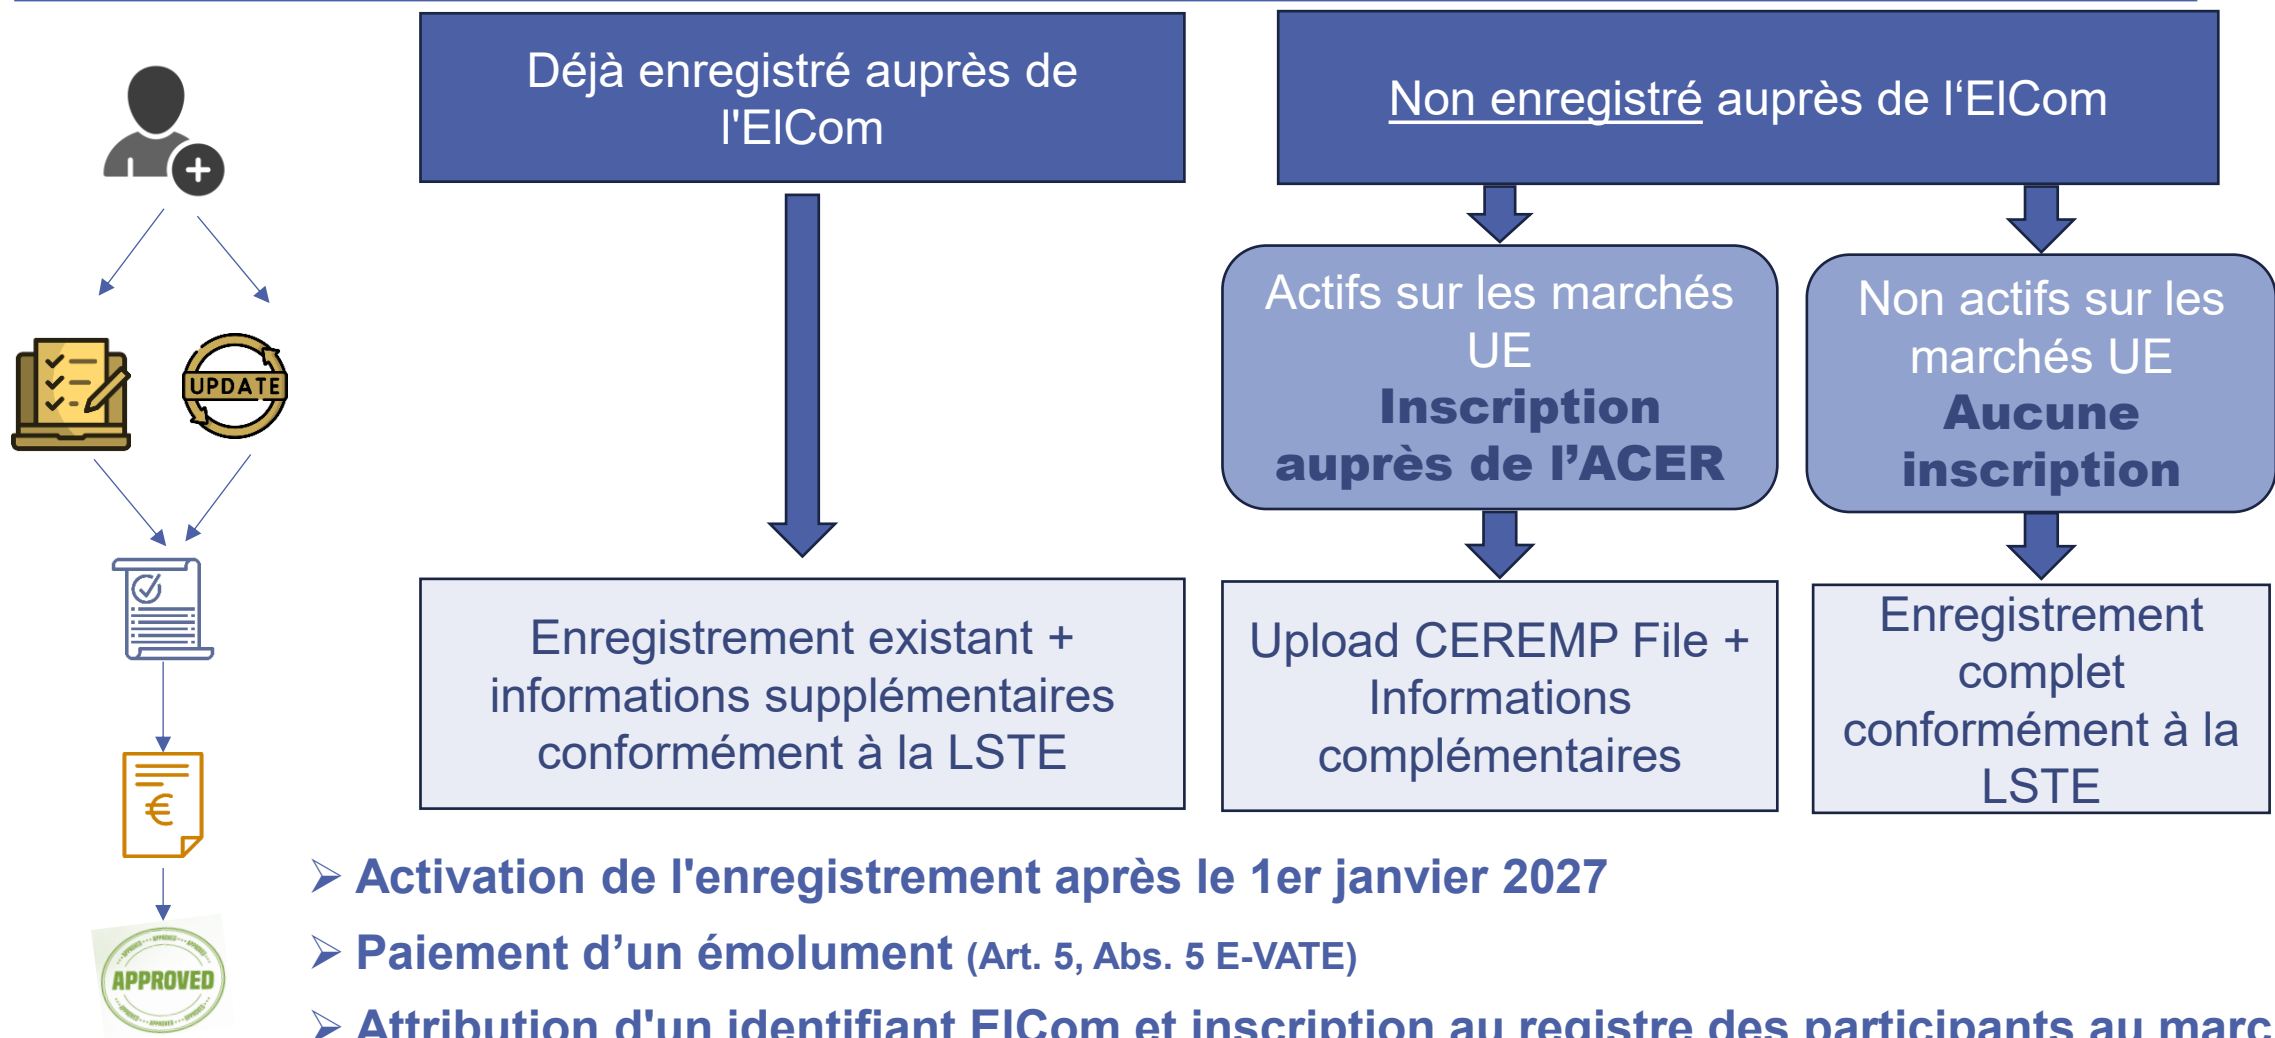 Déjà enregistré auprès de
l'ElCom
Non enregistré auprès de l‘ElCom
Actifs sur les marchés
UE
Inscription
auprès de l’ACER
Non actifs sur les
marchés UE
Aucune
inscription
UPDATE
Enregistrement existant +
informations supplémentaires
conformément à la LSTE
Upload CEREMP File +
Informations
complémentaires
Enregistrement
complet
conformément à la
LSTE
€
➢ Activation de l'enregistrement après le 1er janvier 2027
➢ Paiement d’un émolument (Art. 5, Abs. 5 E-VATE)
APPROVED
➢ Attribution d'un identifiant ElCom et inscription au registre des participants au marc